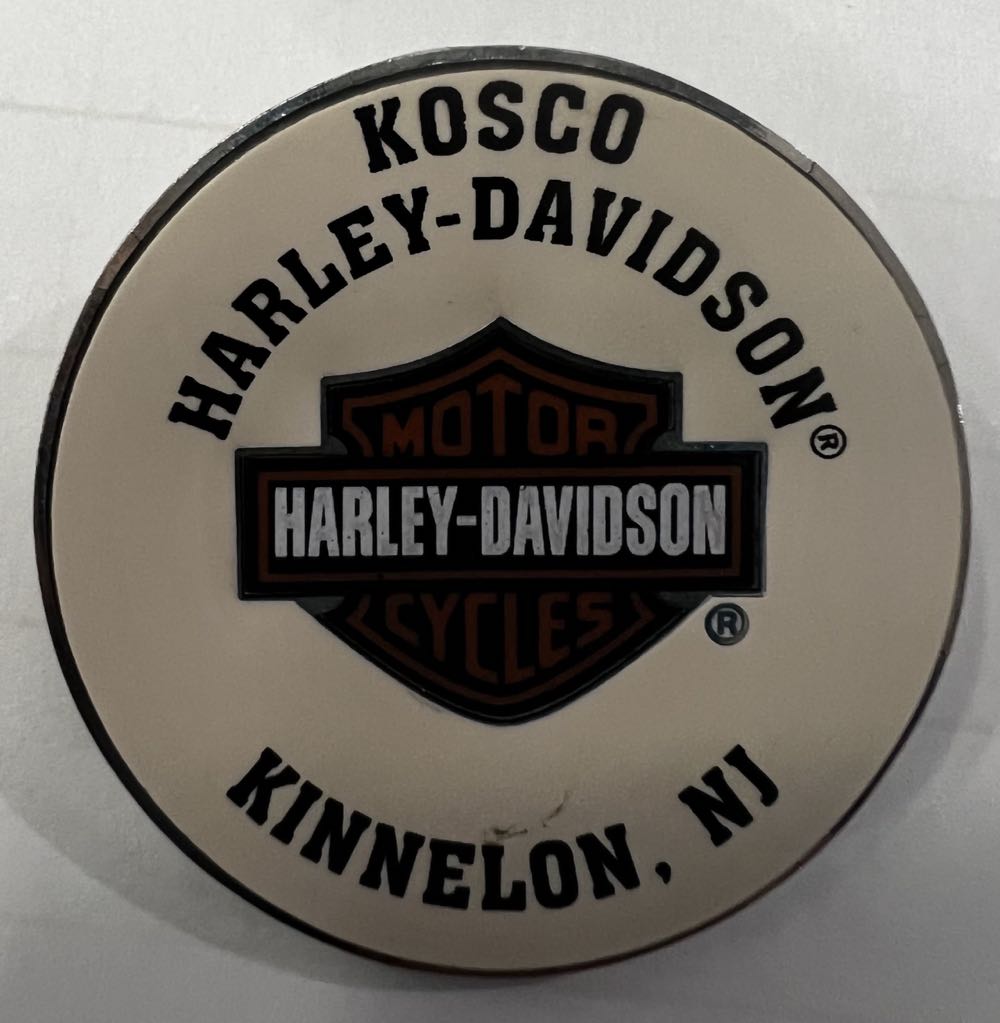 KOSCO
HARLEY-DAVIDSON®
MOTOR
HARLEY-DAVIDSON
CYCLES
®
KINNELON, NJ